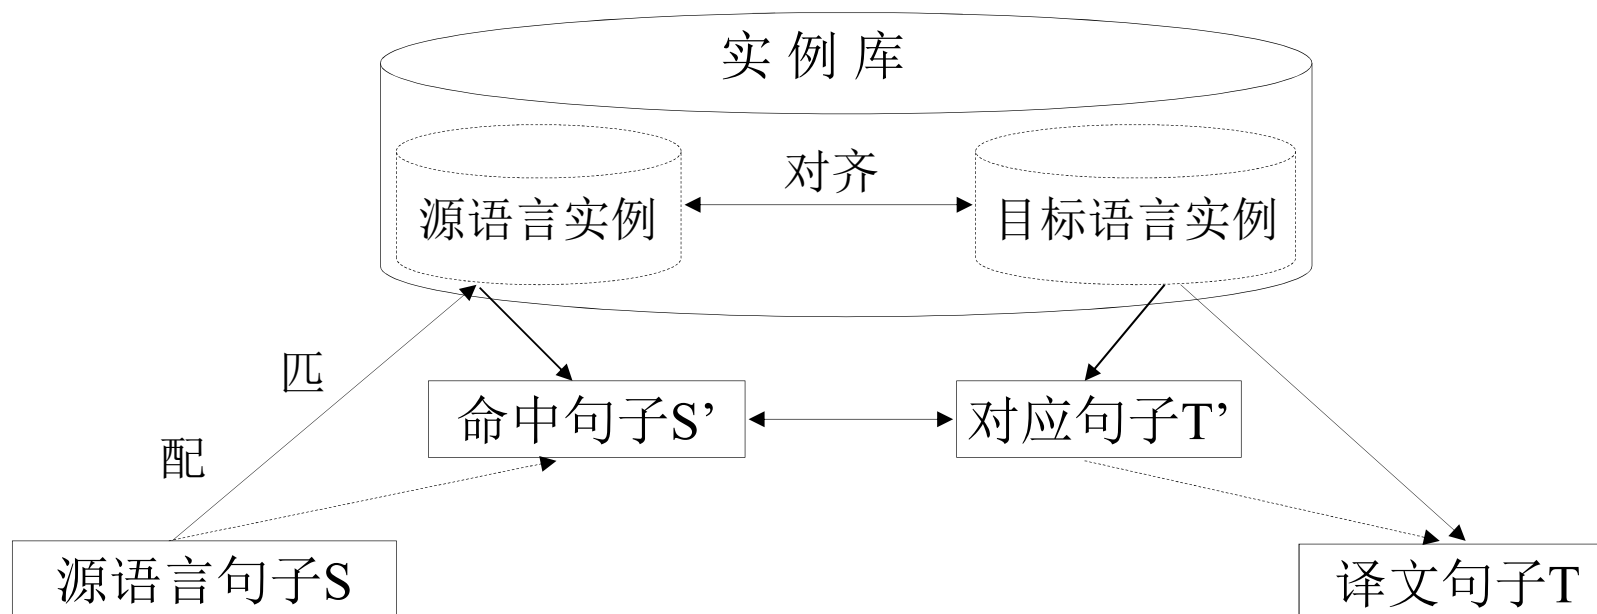 实例库
对齐
源语言实例
目标语言实例
匹
配
命中句子S’
对应句子T’
源语言句子S
译文句子T